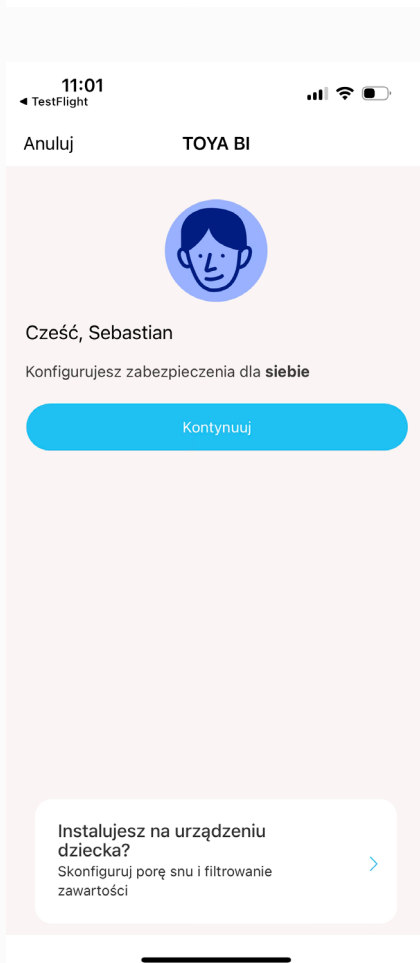 11:01
◀ TestFlight
Anuluj
TOYA BI
Cześć, Sebastian
Konfigurujesz zabezpieczenia dla siebie
Kontynuuj
Instalujesz na urządzeniu
dziecka?
Skonfiguruj porę snu i filtrowanie
zawartości